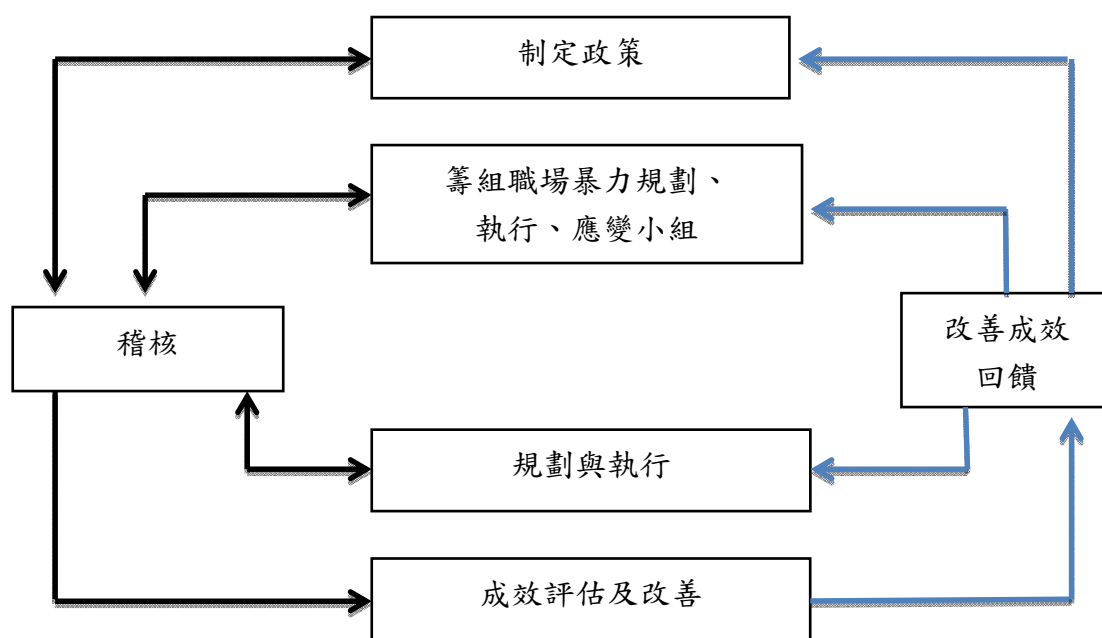 制定政策
籌組職場暴力規劃、
執行、應變小組
稽核
改善成效
回饋
規劃與執行
成效評估及改善